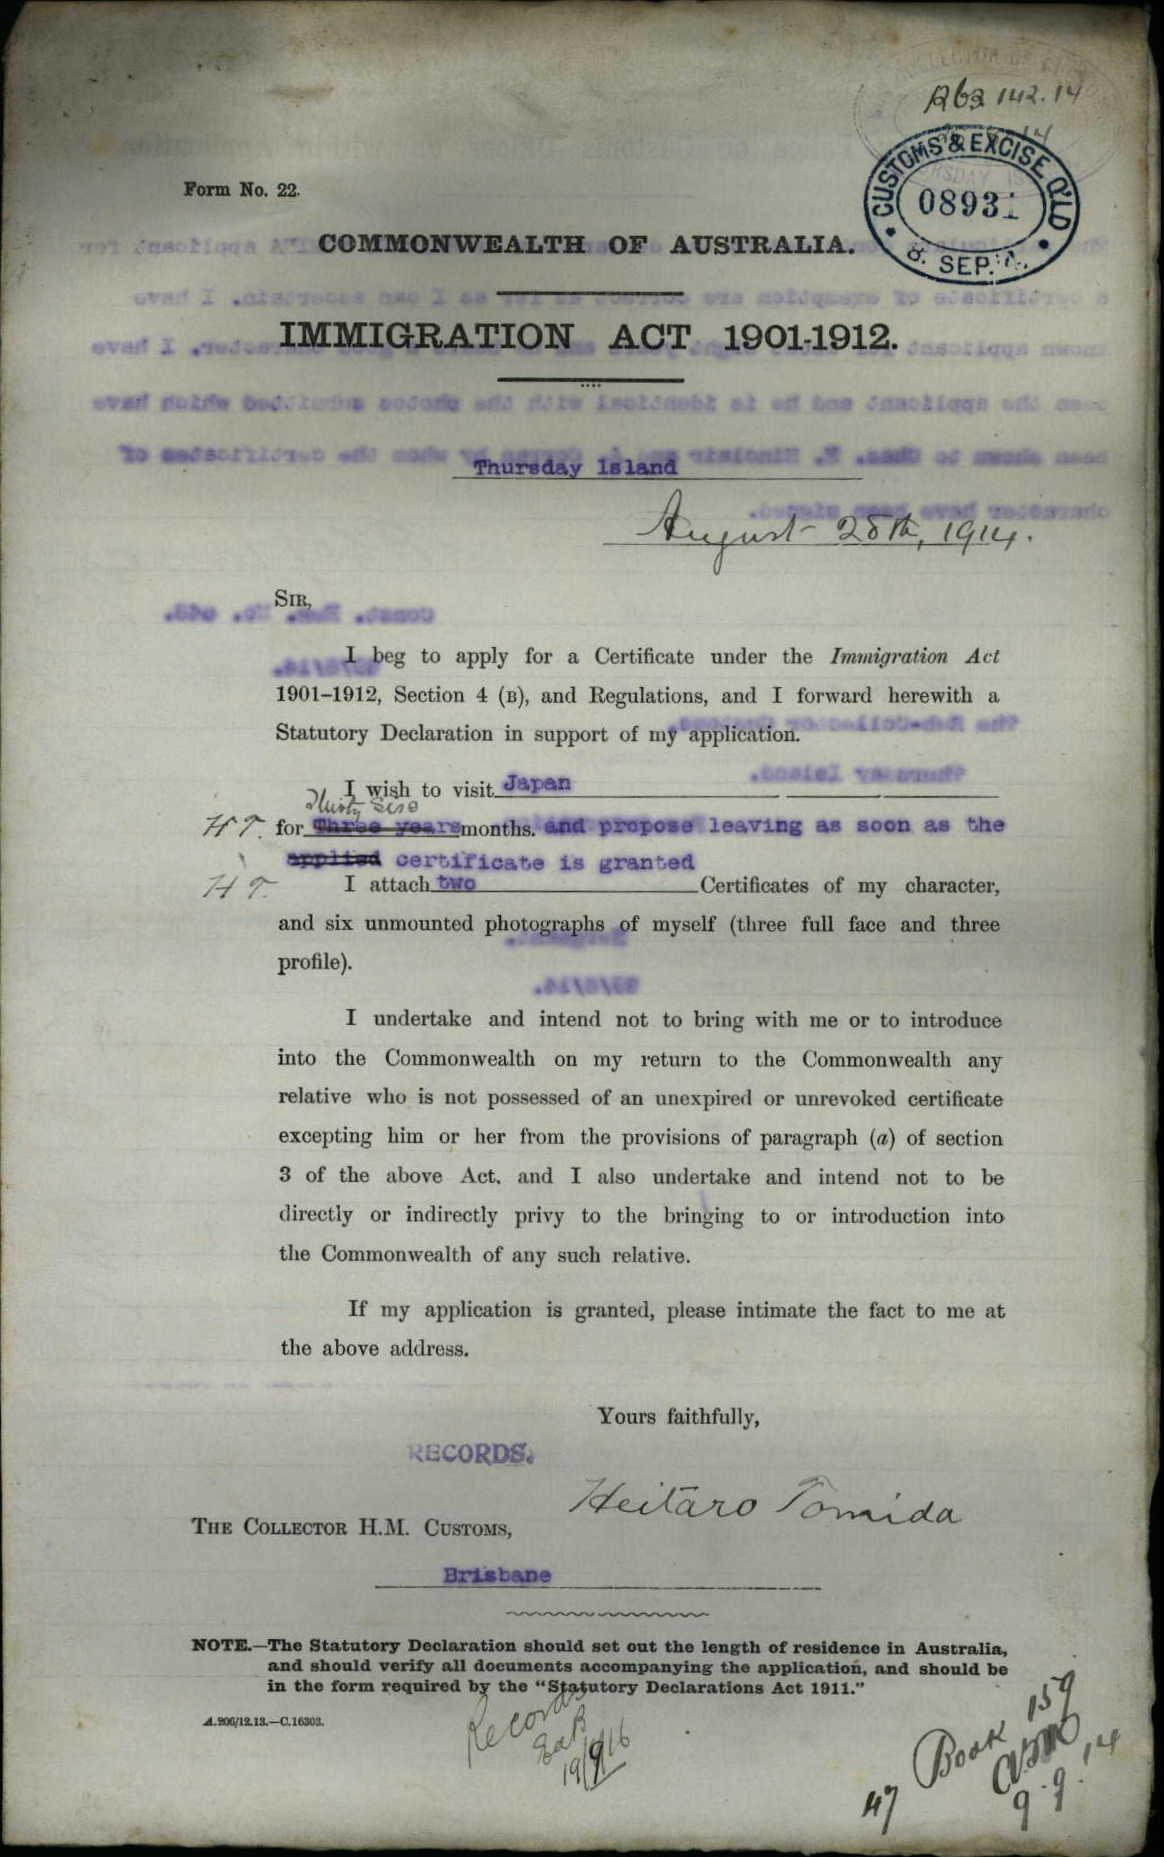 142.14
CUSTOMS & EXCISE Q'LD
0893
8. SEP.
Form No. 22.
COMMONWEALTH OF AUSTRALIA.
IMMIGRATION ACT 1901-1912.
Thursday Island
August 28th, 1914.
SIR,
I beg to apply for a Certificate under the Immigration Act
1901–1912, Section 4 (B), and Regulations, and I forward herewith a
Statutory Declaration in support of my application.
I wish to visit Japan
Thirty Six
H T. for Three years months. and propose leaving as soon as the
applied certificate is granted
H T. I attach two Certificates of my character,
and six unmounted photographs of myself (three full face and three
profile).
I undertake and intend not to bring with me or to introduce
into the Commonwealth on my return to the Commonwealth any
relative who is not possessed of an unexpired or unrevoked certificate
excepting him or her from the provisions of paragraph (a) of section
3 of the above Act, and I also undertake and intend not to be
directly or indirectly privy to the bringing to or introduction into
the Commonwealth of any such relative.
If my application is granted, please intimate the fact to me at
the above address.
Yours faithfully,
RECORDS.
Heitaro Tomida
THE COLLECTOR H.M. CUSTOMS,
Brisbane
NOTE.—The Statutory Declaration should set out the length of residence in Australia,
and should verify all documents accompanying the application, and should be
in the form required by the "Statutory Declarations Act 1911."
A.206/12.13.—C.16303.
Records
19/9/16
Book 159
9.9.14
47